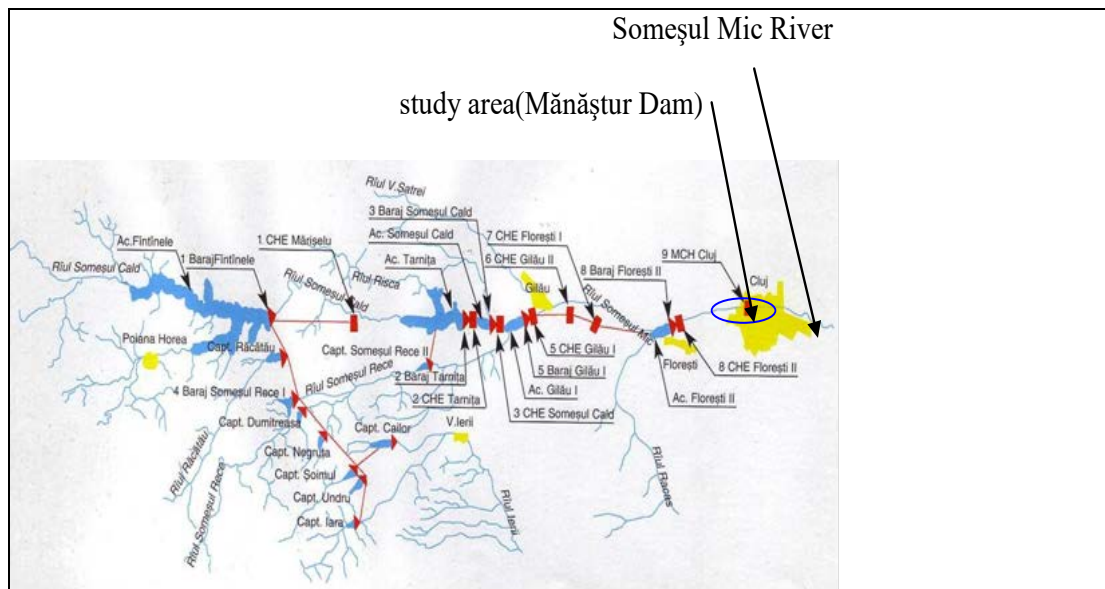 Someşul Mic River
study area(Mănăştur Dam)
Rîul V.Satrei
3 Baraj Someşul Cald
Ac. Someşul Cald
7 CHE Floreşti I
Ac.Fîntînele
1 CHE Mărişelu
Ac. Tarniţa
6 CHE Gilău II
9 MCH Cluj
1 BarajFîntînele
8 Baraj Floreşti II
Cluj
Rîul Someşul Cald
Rîul Someşul Cald
Rîul Risca
Gilău
Rîul Someşul Mic
Poiana Horea
Capt. Răcătău
Capt. Someşul Rece II
5 CHE Gilău I
Floreşti
4 Baraj Someşul Rece I
Rîul Someşul Rece
2 Baraj Tarniţa
5 Baraj Gilău I
8 CHE Floreşti II
2 CHE Tarniţa
Ac. Gilău I
Ac. Floreşti II
Capt. Dumitreasa
3 CHE Someşul Cald
Capt. Cailor
V.Ierii
Rîul Răcătău
Capt. Negruţa
Capt. Şoimul
Rîul Someşul Rece
Capt. Undru
Rîul Ierii
Capt. Iara